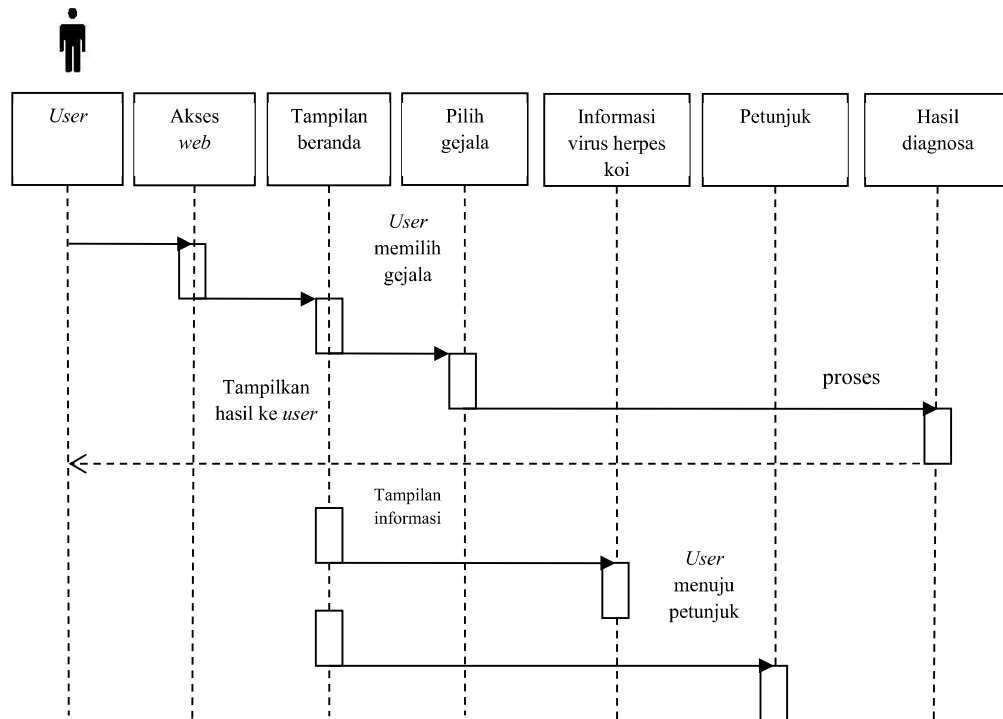 User
Akses
web
Tampilan
beranda
Pilih
gejala
Informasi
virus herpes
koi
Petunjuk
Hasil
diagnosa
User
memilih
gejala
proses
Tampilkan
hasil ke user
Tampilan
informasi
User
menuju
petunjuk